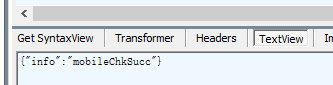 Get SyntaxView Transformer Headers TextView
{"info":"mobileChkSucc"}